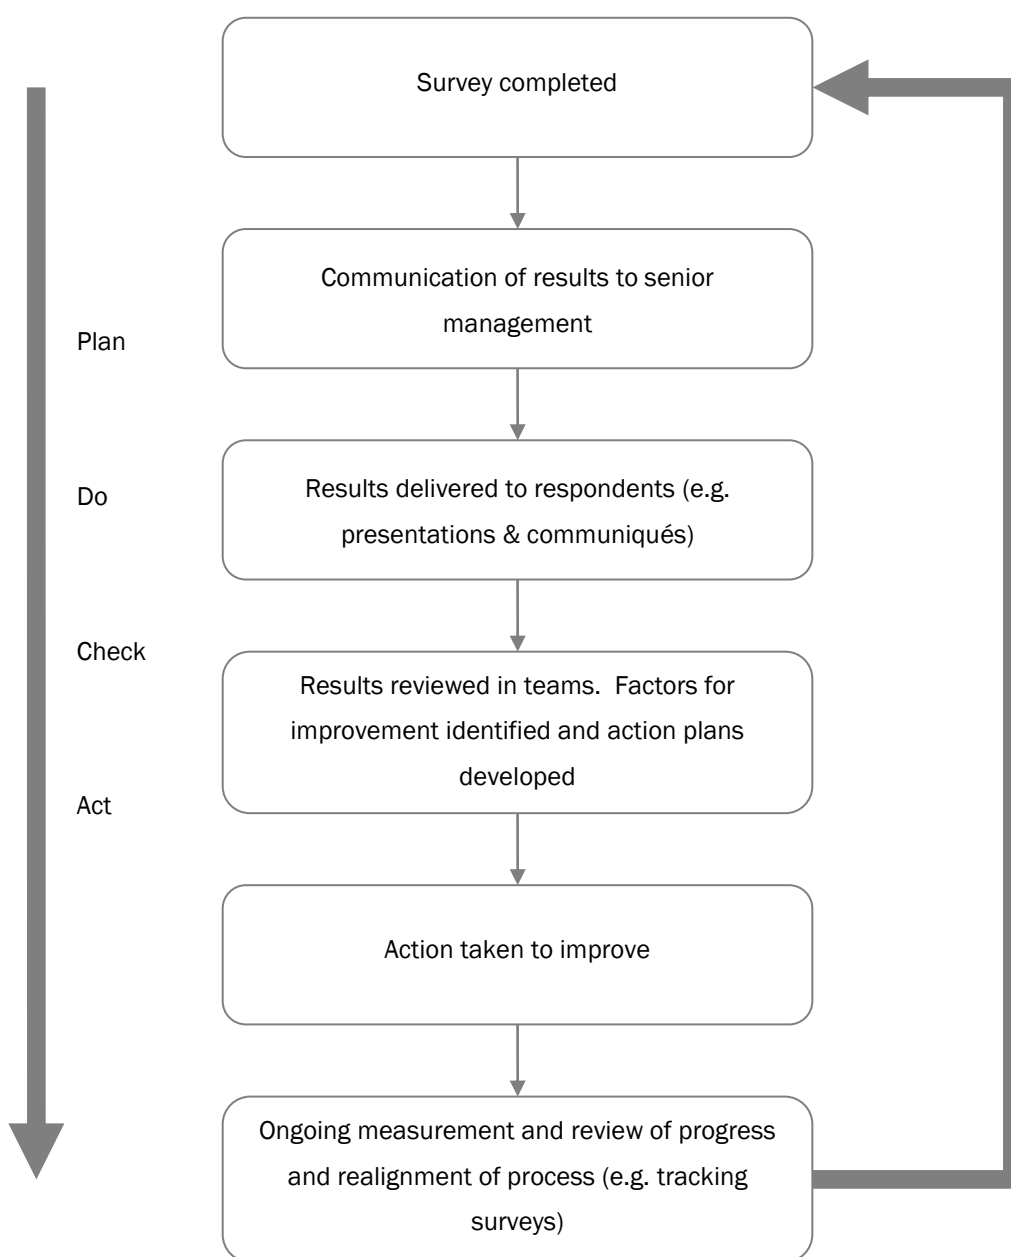 Survey completed
Communication of results to senior
management
Plan
Results delivered to respondents (e.g.
presentations & communiqués)
Do
Check
Results reviewed in teams.  Factors for
improvement identified and action plans
developed
Act
Action taken to improve
Ongoing measurement and review of progress
and realignment of process (e.g. tracking
surveys)